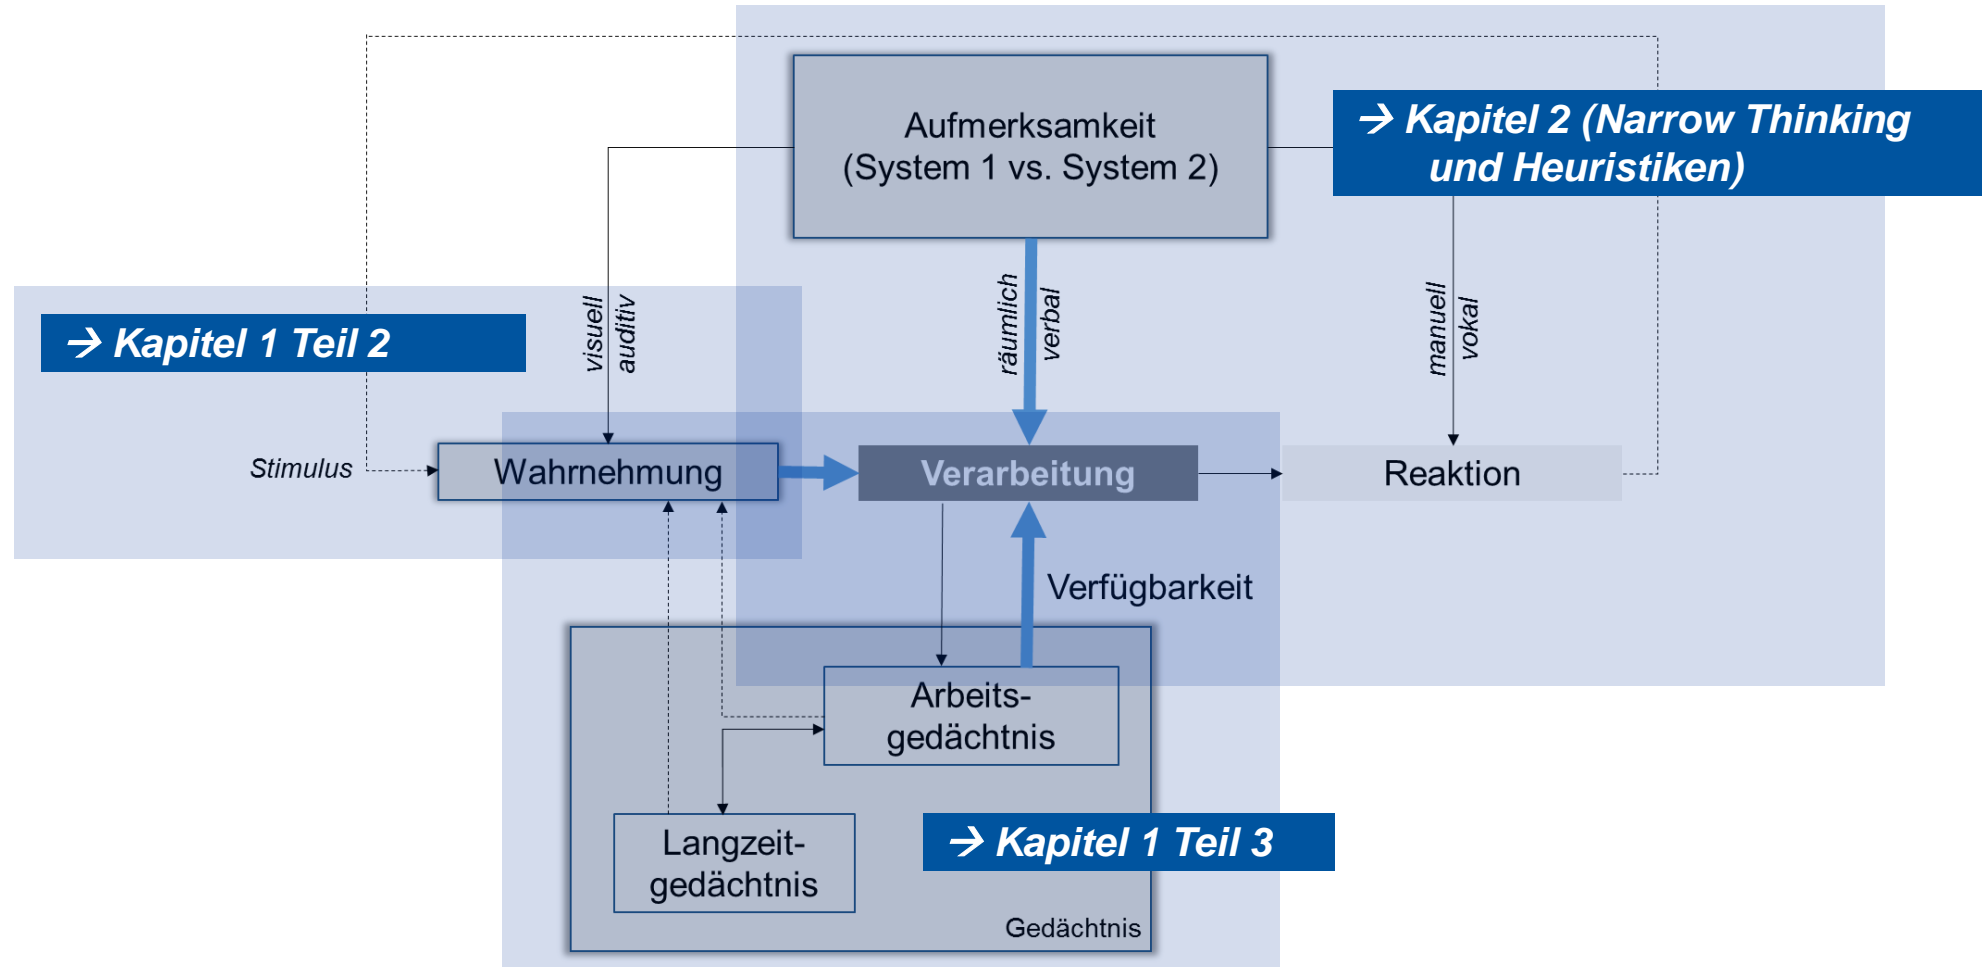 Aufmerksamkeit
(System 1 vs. System 2)
→ Kapitel 2 (Narrow Thinking
und Heuristiken)
→ Kapitel 1 Teil 2
visuell
auditiv
räumlich
verbal
manuell
vokal
Stimulus
Wahrnehmung
Verarbeitung
Reaktion
Verfügbarkeit
Arbeits-
gedächtnis
→ Kapitel 1 Teil 3
Langzeit-
gedächtnis
Gedächtnis